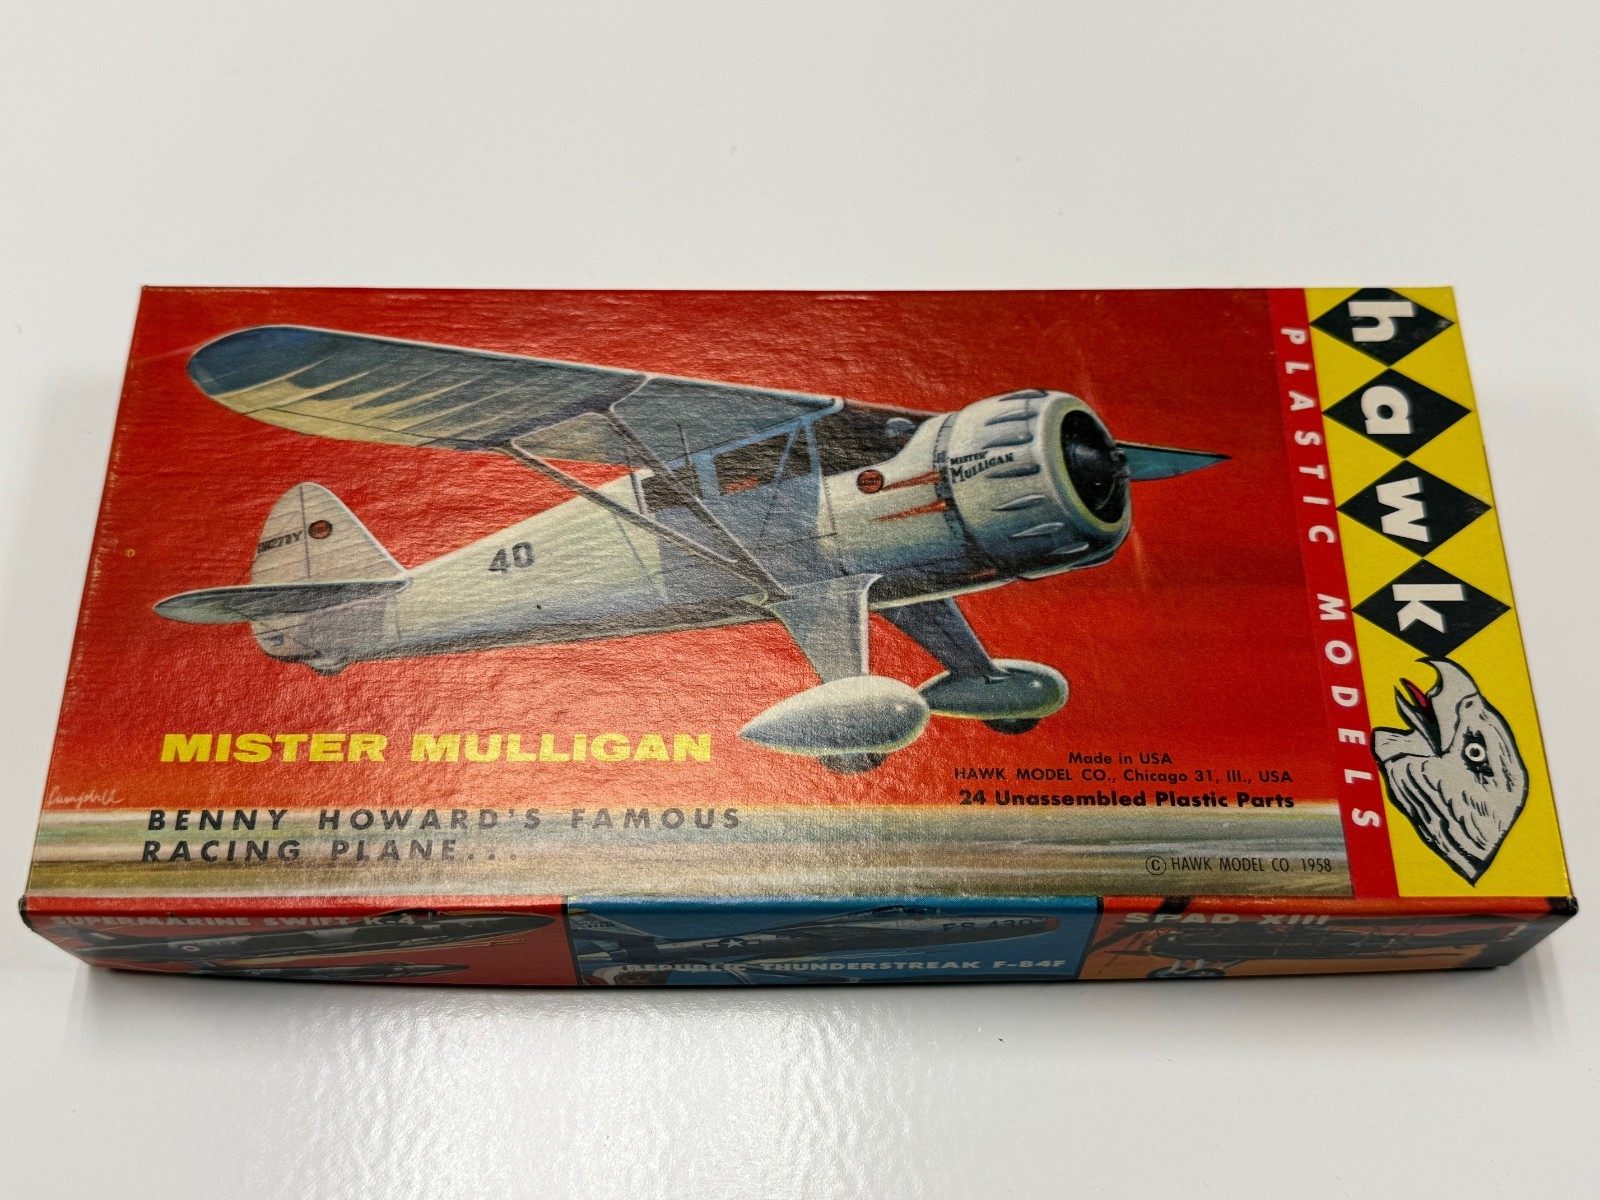 hawk
PLASTIC MODELS
MISTER
MULLIGAN
40
MISTER MULLIGAN
Campbell
BENNY HOWARD'S FAMOUS
RACING PLANE...
Made in USA
HAWK MODEL CO., Chicago 31, Ill., USA
24 Unassembled Plastic Parts
© HAWK MODEL CO. 1958
SUPERMARINE SWIFT
REPUBLIC THUNDERSTREAK F-84F
SPAD XIII